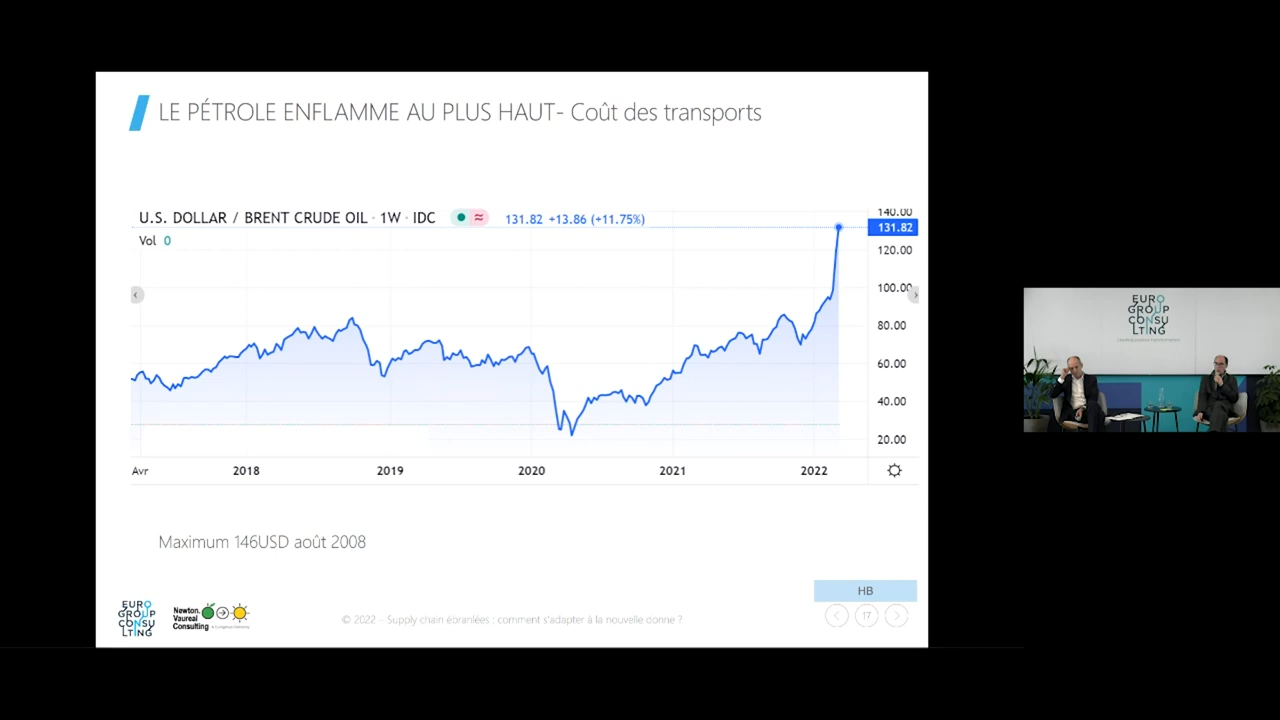 LE PÉTROLE ENFLAMME AU PLUS HAUT- Coût des transports
U.S. DOLLAR / BRENT CRUDE OIL · 1W · IDC
131.82 +13.86 (+11.75%)
Vol 0
140.00
131.82
120.00
100.00
80.00
60.00
40.00
20.00
Avr 2018 2019 2020 2021 2022
Maximum 146USD août 2008
HB
17
EURO
GROUP
CONSU
LTING
Newton.
Vaureal
Consulting
© 2022 – Supply chain ébranlées : comment s'adapter à la nouvelle donne ?
EURO
GROUP
CONSU
LTING